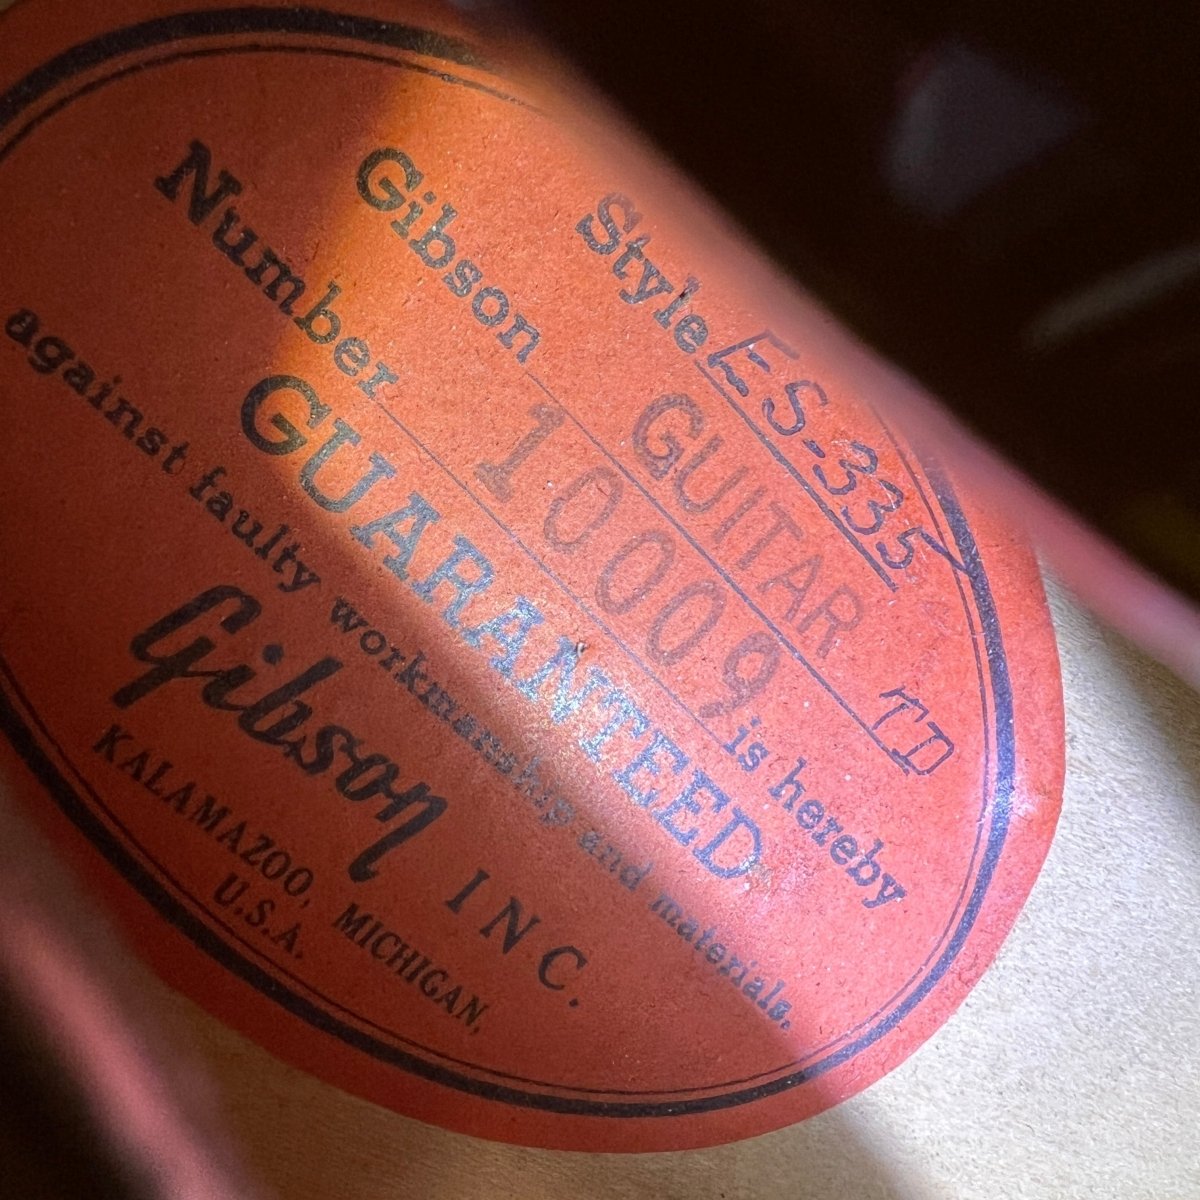 Style ES-335 TD
Gibson GUITAR
Number 10009 is hereby
GUARANTEED
against faulty workmanship and materials.
Gibson INC.
KALAMAZOO, MICHIGAN,
U.S.A.